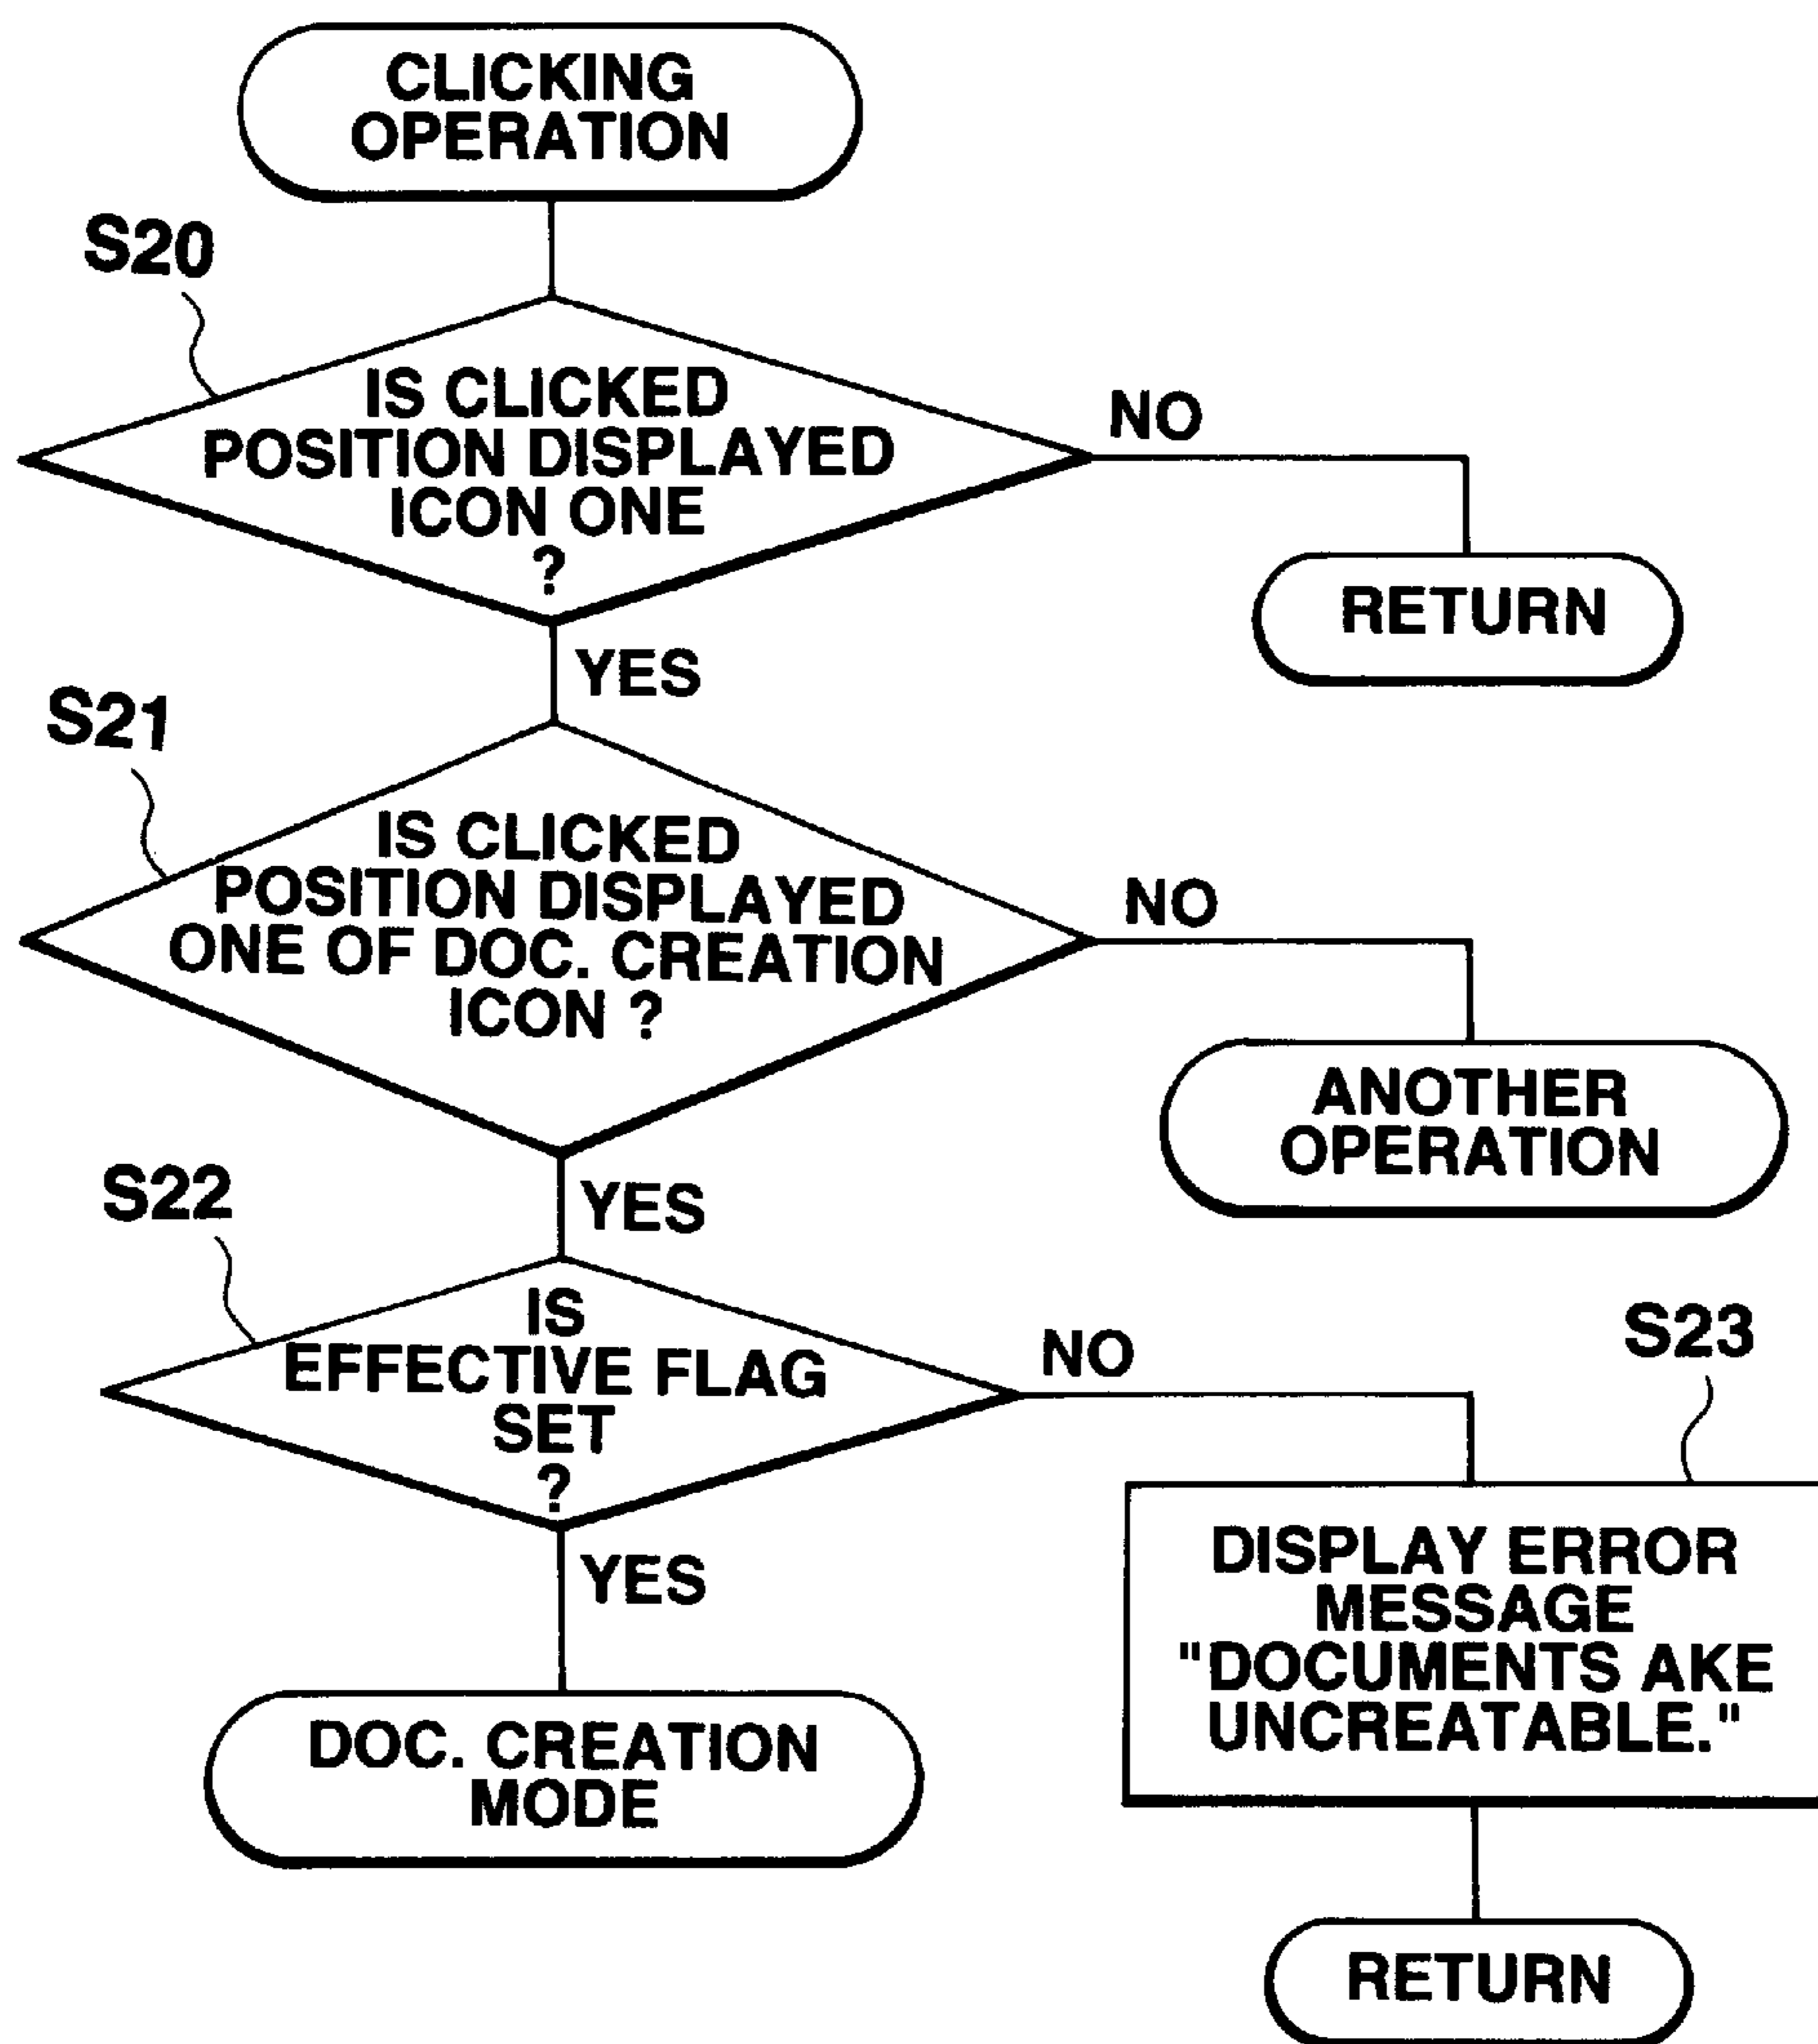 CLICKING
OPERATION
S20
IS CLICKED
POSITION DISPLAYED
ICON ONE
?
NO
RETURN
YES
S21
IS CLICKED
POSITION DISPLAYED
ONE OF DOC. CREATION
ICON ?
NO
ANOTHER
OPERATION
YES
S22
IS
EFFECTIVE FLAG
SET
?
NO
S23
DISPLAY ERROR
MESSAGE
"DOCUMENTS AKE
UNCREATABLE."
YES
DOC. CREATION
MODE
RETURN